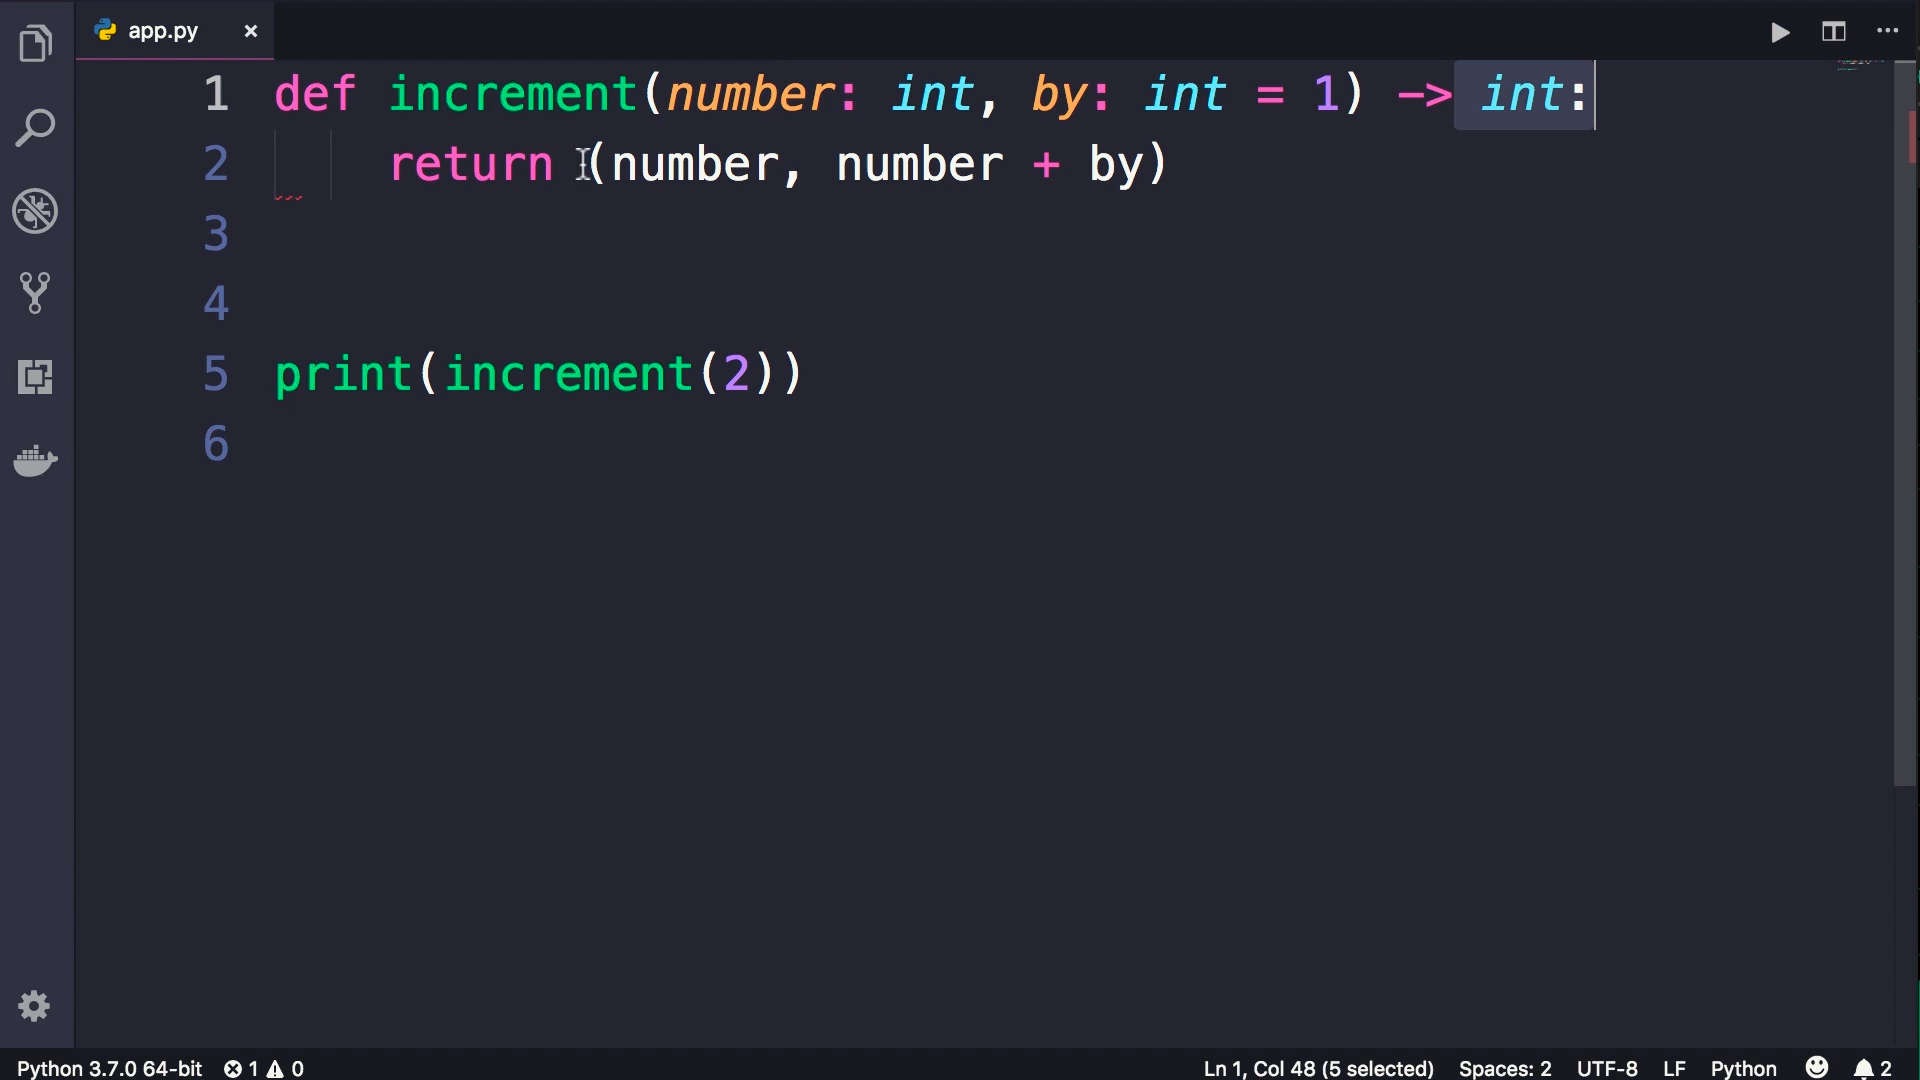 app.py ×
1 def increment(number: int, by: int = 1) -> int:
2 return (number, number + by)
3
4
5 print(increment(2))
6
Python 3.7.0 64-bit 1 0 Ln 1, Col 48 (5 selected) Spaces: 2 UTF-8 LF Python 2